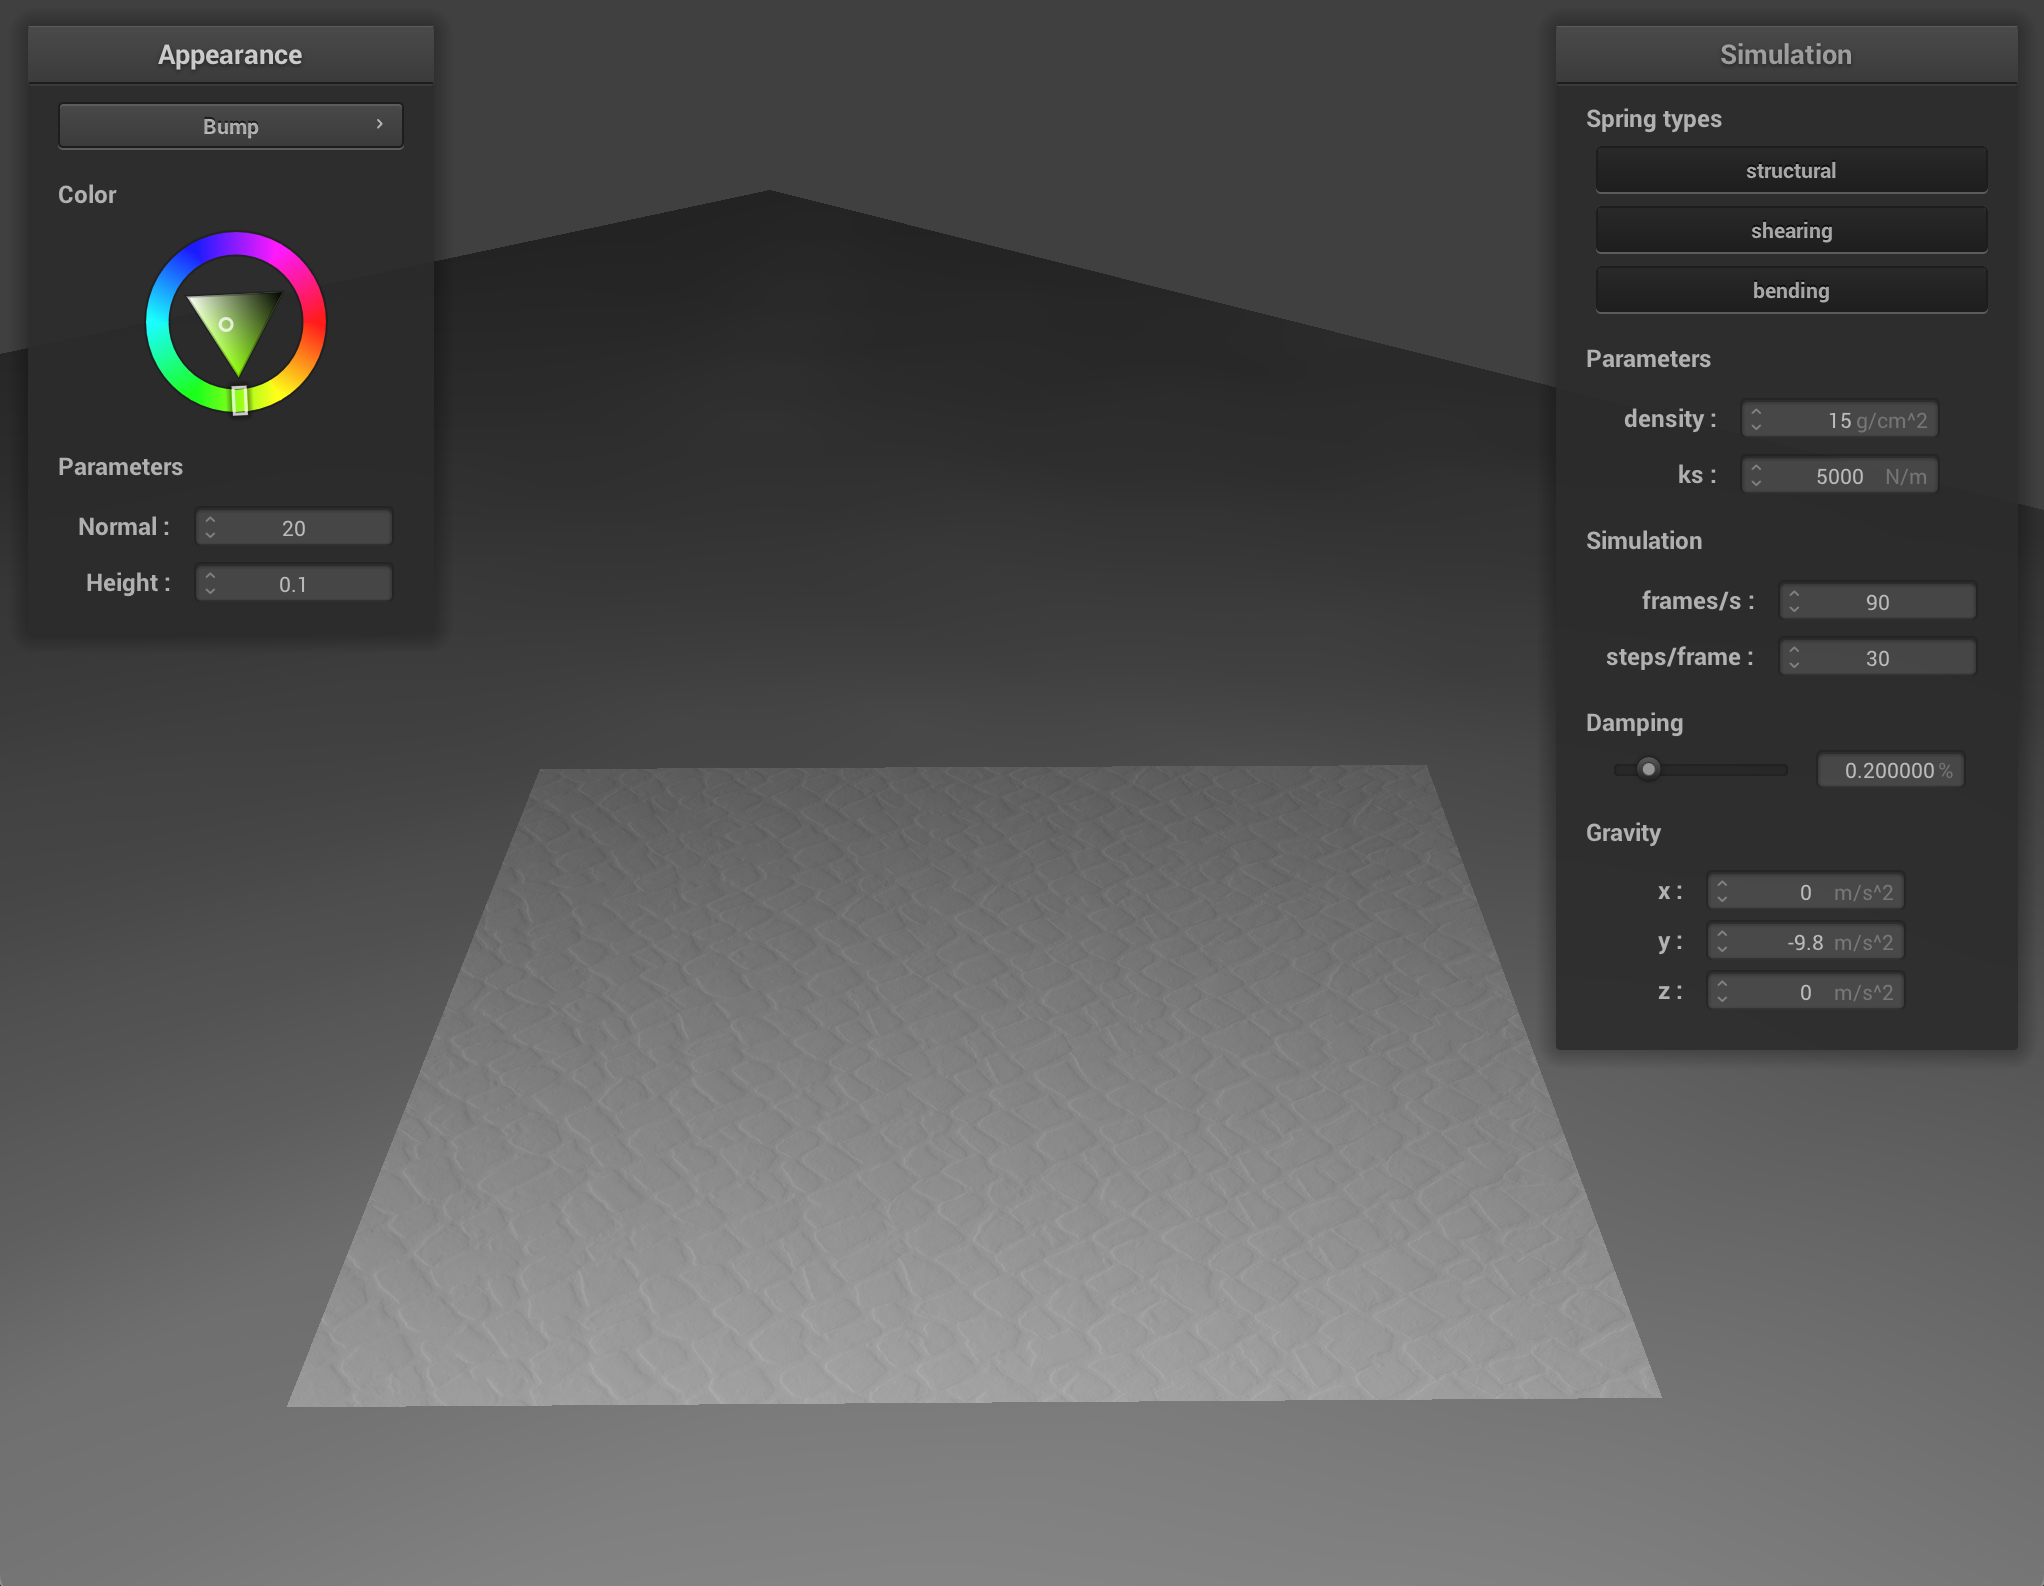 Appearance
Bump
Color
Parameters
Normal : 20
Height : 0.1
Simulation
Spring types
structural
shearing
bending
Parameters
density : 15 g/cm^2
ks : 5000 N/m
Simulation
frames/s : 90
steps/frame : 30
Damping
0.200000 %
Gravity
x : 0 m/s^2
y : -9.8 m/s^2
z : 0 m/s^2